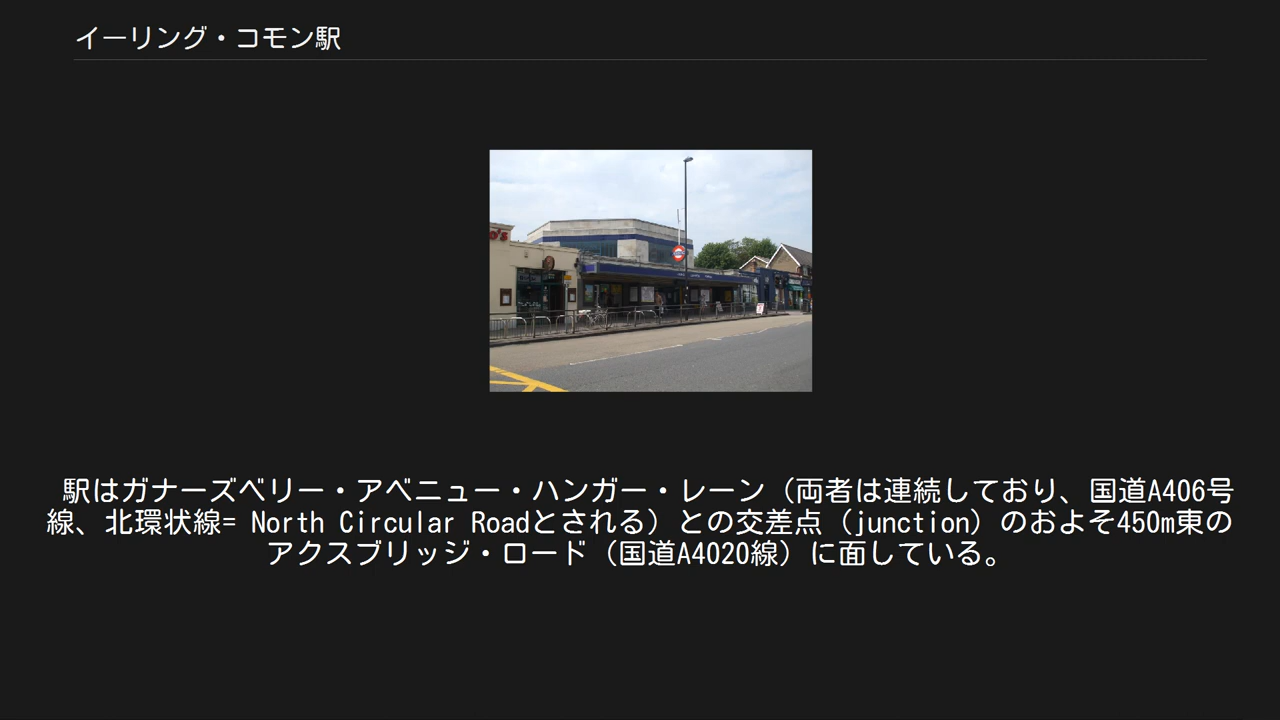 イーリング・コモン駅
o's
駅はガナーズベリー・アベニュー・ハンガー・レーン（両者は連続しており、国道A406号
線、北環状線= North Circular Roadとされる）との交差点（junction）のおよそ450m東の
アクスブリッジ・ロード（国道A4020線）に面している。